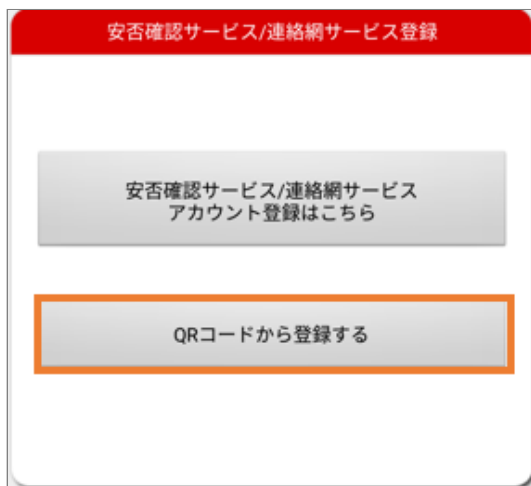 安否確認サービス/連絡網サービス登録
安否確認サービス/連絡網サービス
アカウント登録はこちら
QRコードから登録する